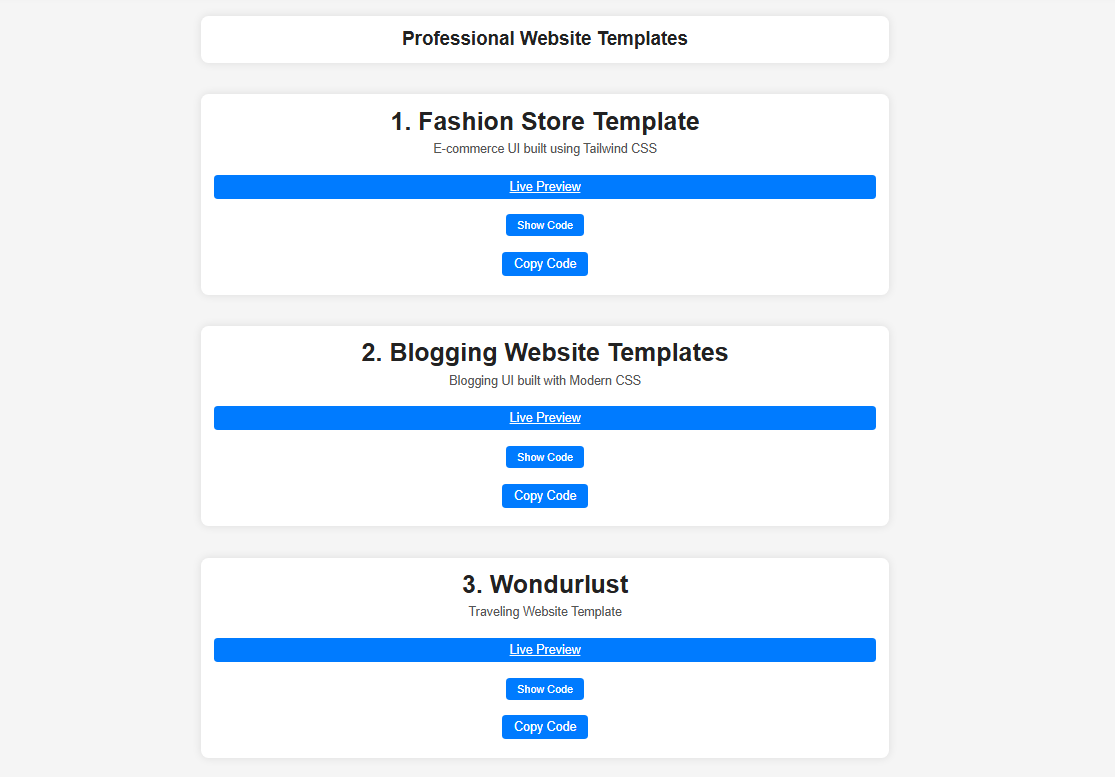 Professional Website Templates
1. Fashion Store Template
E-commerce UI built using Tailwind CSS
Live Preview
Show Code
Copy Code
2. Blogging Website Templates
Blogging UI built with Modern CSS
Live Preview
Show Code
Copy Code
3. Wondurlust
Traveling Website Template
Live Preview
Show Code
Copy Code